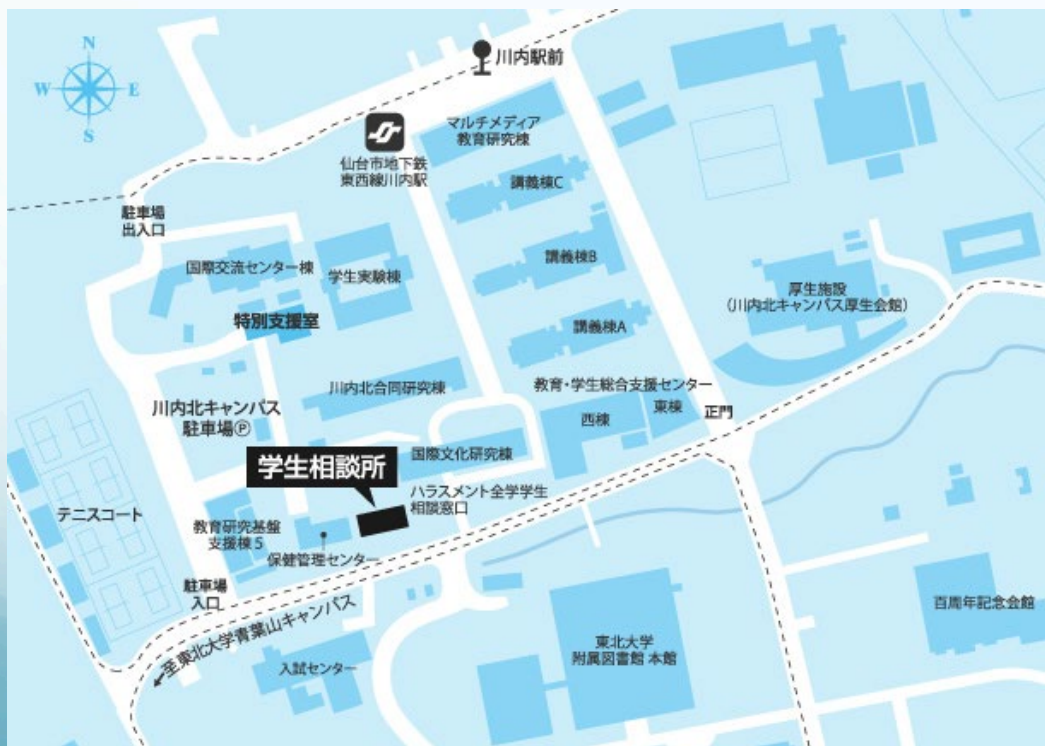 N
W
E
S
川内駅前
マルチメディア
教育研究棟
仙台市地下鉄
東西線川内駅
講義棟C
駐車場
出入口
国際交流センター棟
学生実験棟
講義棟B
厚生施設
(川内北キャンパス厚生会館)
特別支援室
講義棟A
川内北合同研究棟
教育・学生総合支援センター
東棟
西棟
正門
川内北キャンパス
駐車場Ⓟ
国際文化研究棟
学生相談所
ハラスメント全学学生
相談窓口
テニスコート
教育研究基盤
支援棟5
保健管理センター
駐車場
入口
至東北大学青葉山キャンパス
百周年記念会館
東北大学
附属図書館 本館
入試センター